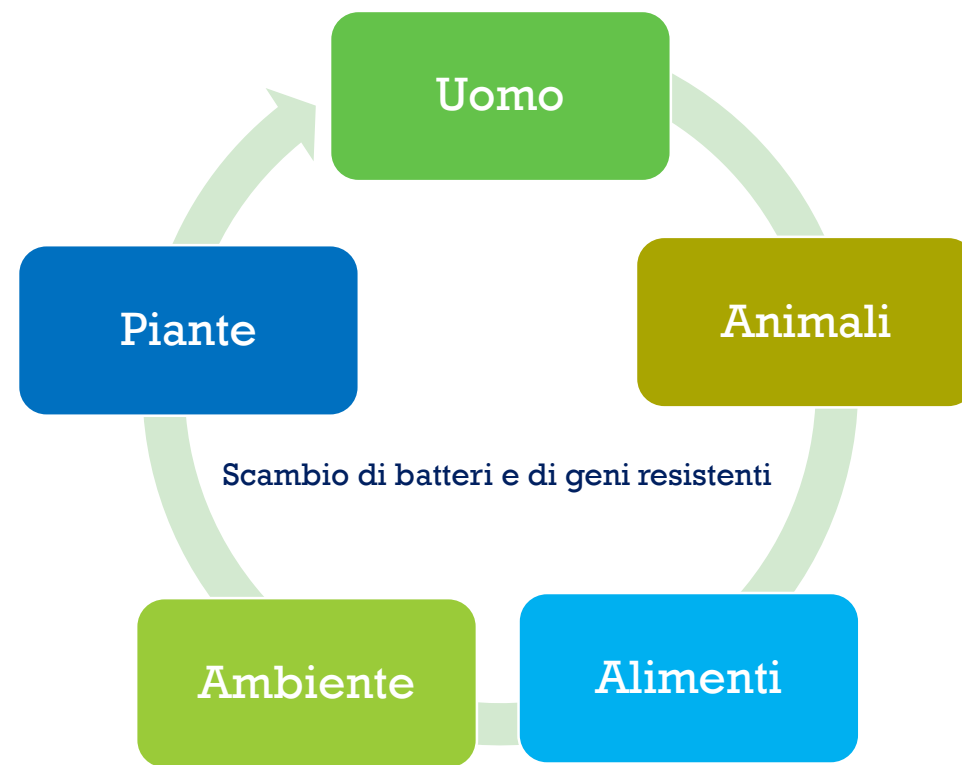 Uomo
Piante
Animali
Scambio di batteri e di geni resistenti
Ambiente
Alimenti